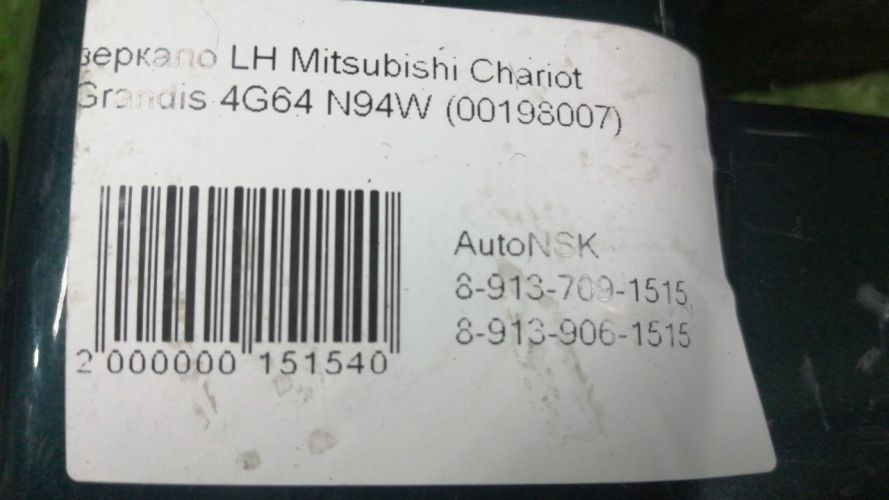 зеркало LH Mitsubishi Chariot
Grandis 4G64 N94W (00198007)
AutoNSK
8-913-709-1515
8-913-906-1515
2 000000 151540